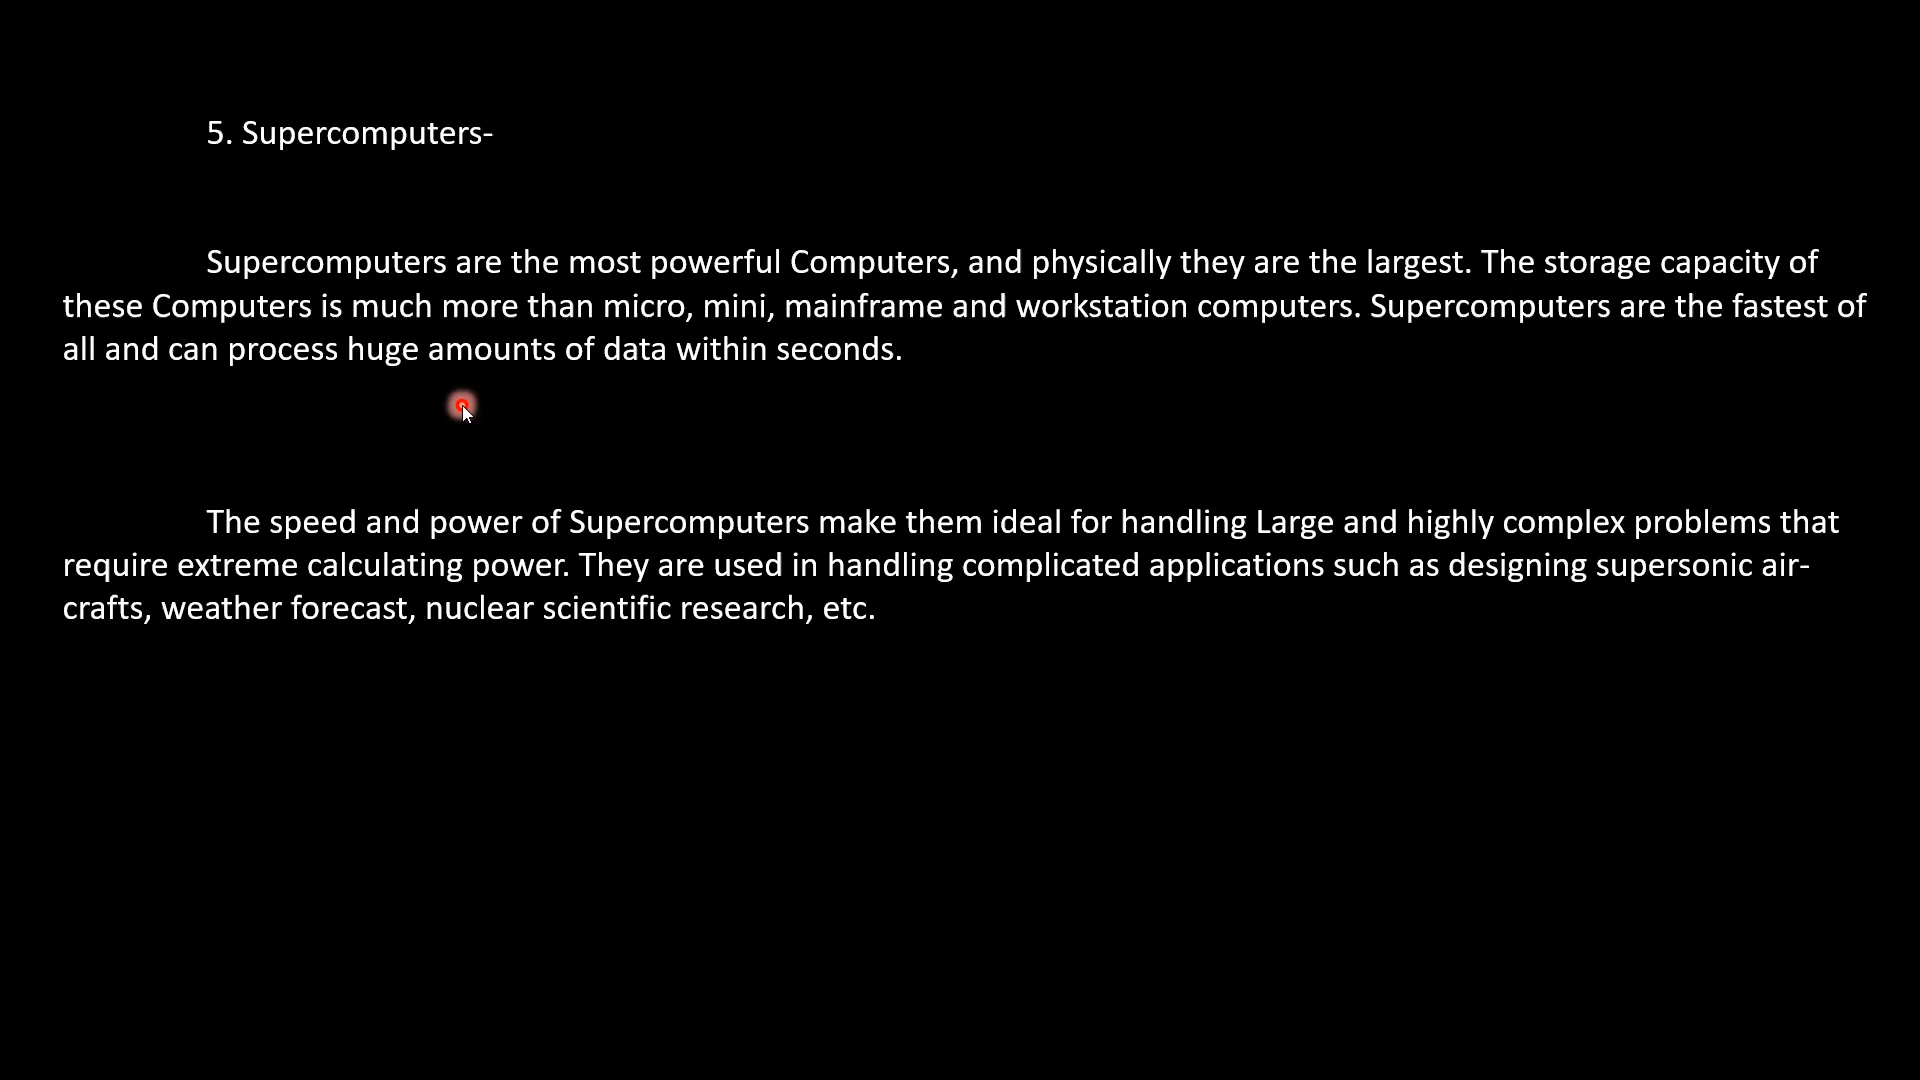 5. Supercomputers-
Supercomputers are the most powerful Computers, and physically they are the largest. The storage capacity of
these Computers is much more than micro, mini, mainframe and workstation computers. Supercomputers are the fastest of
all and can process huge amounts of data within seconds.
The speed and power of Supercomputers make them ideal for handling Large and highly complex problems that
require extreme calculating power. They are used in handling complicated applications such as designing supersonic air-
crafts, weather forecast, nuclear scientific research, etc.